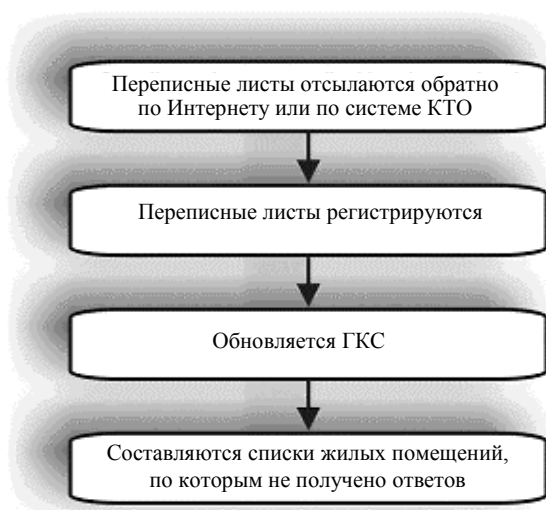 Переписные листы отсылаются обратно
по Интернету или по системе КТО
Переписные листы регистрируются
Обновляется ГКС
Составляются списки жилых помещений,
по которым не получено ответов